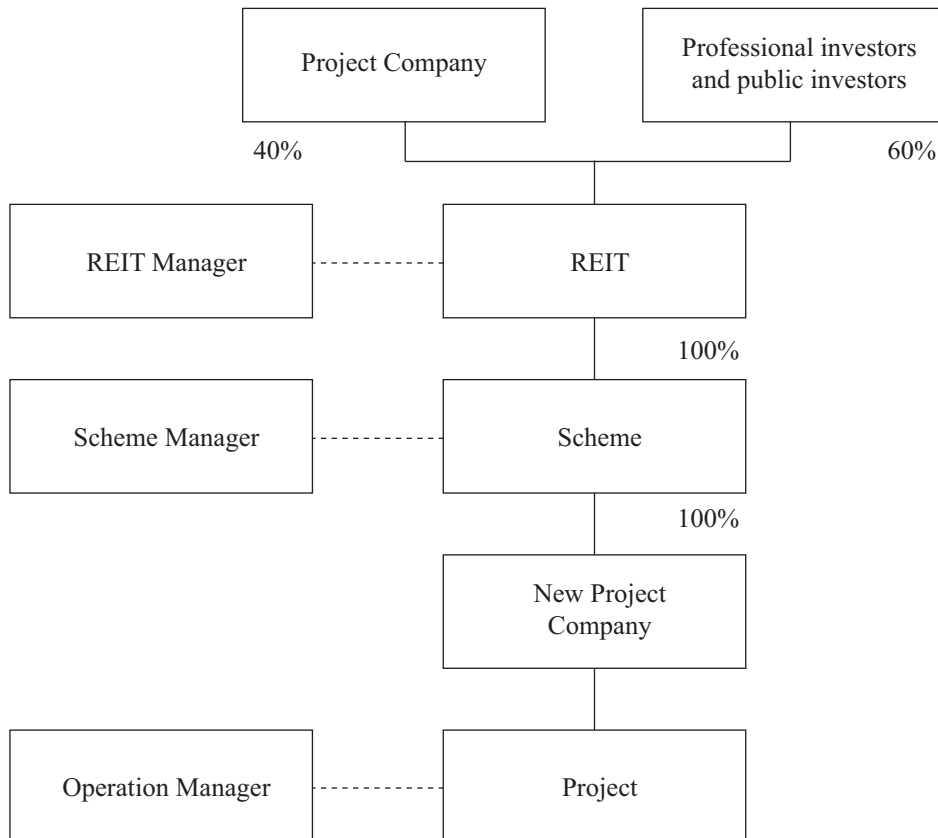 Project Company
Professional investors
and public investors
40%
60%
REIT Manager
REIT
100%
Scheme Manager
Scheme
100%
New Project
Company
Operation Manager
Project